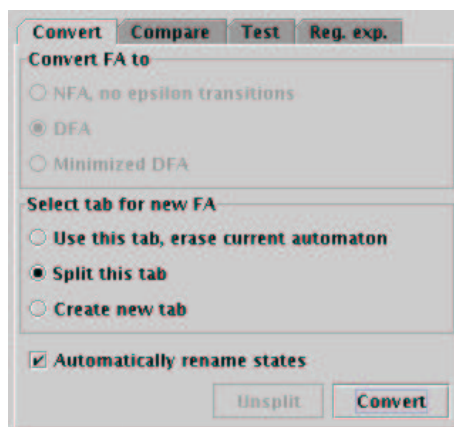 Convert Compare Test Reg. exp.
Convert FA to
NFA, no epsilon transitions
DFA
Minimized DFA
Select tab for new FA
Use this tab, erase current automaton
Split this tab
Create new tab
Automatically rename states
Unsplit Convert